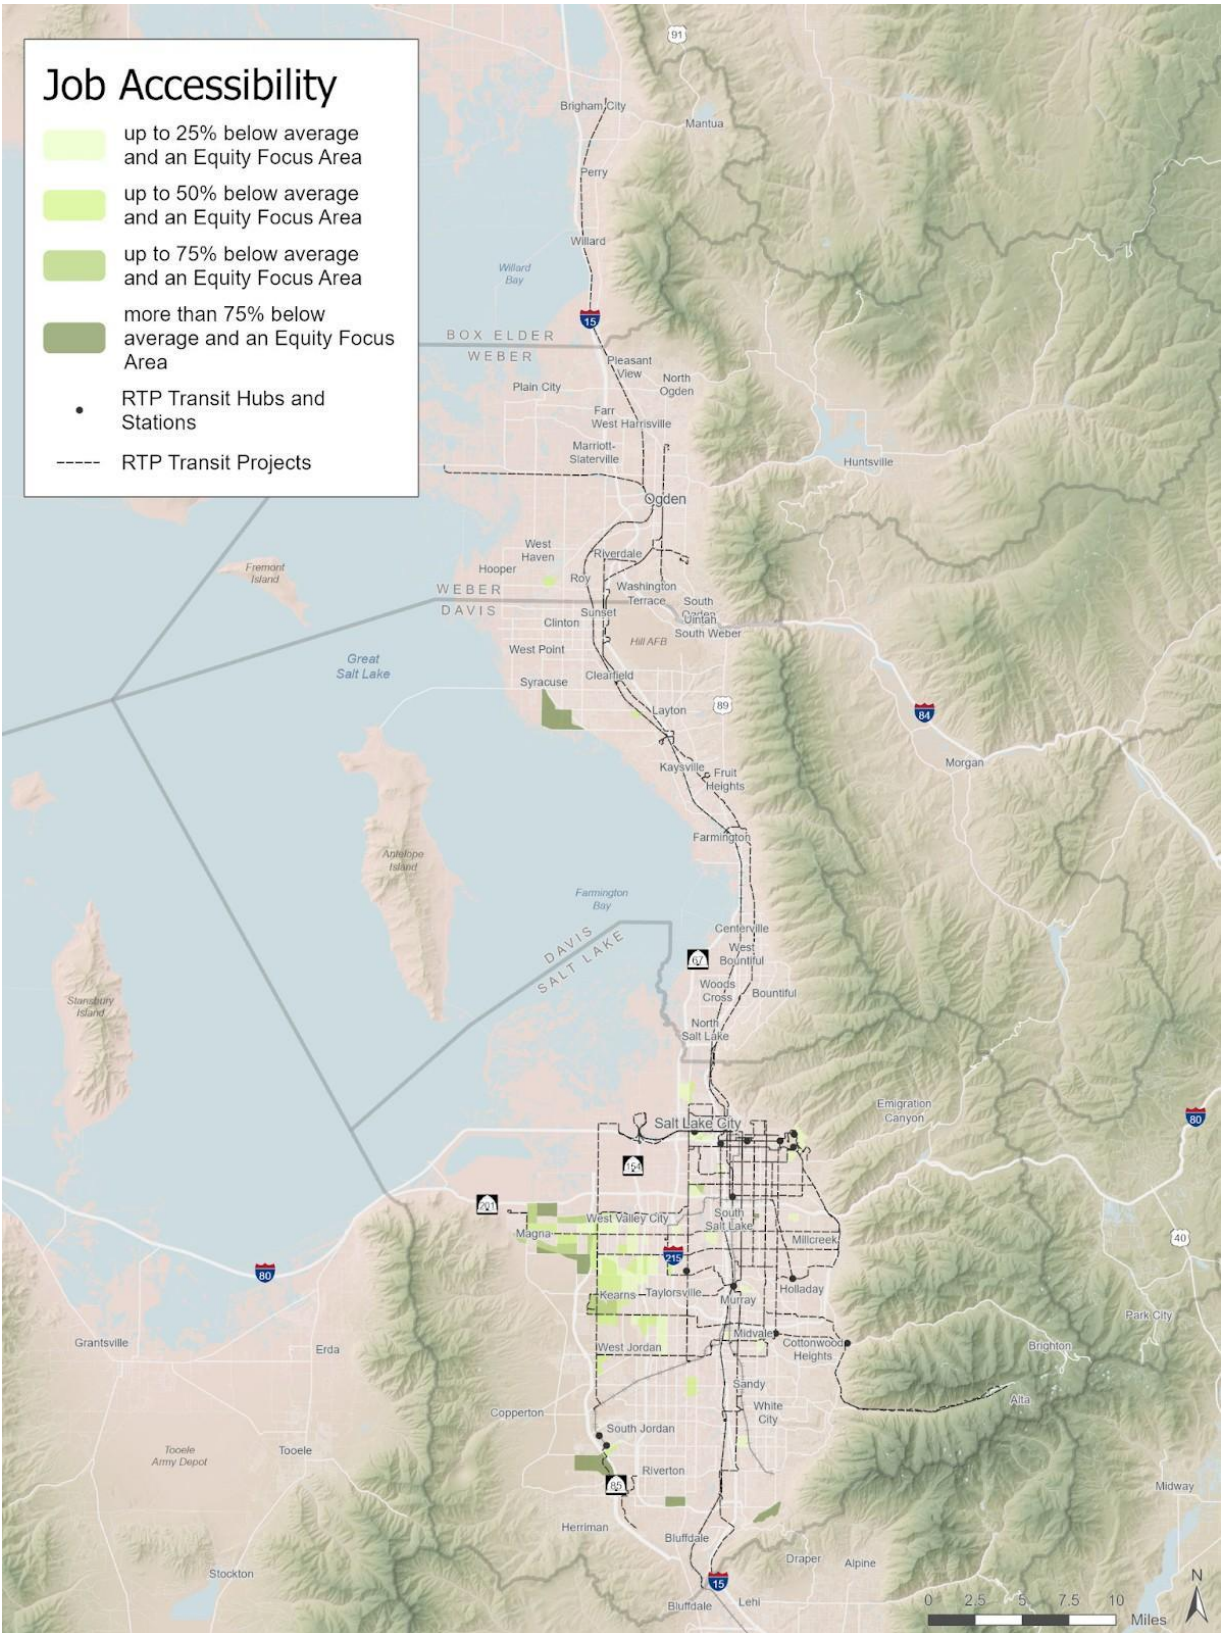 Job Accessibility
up to 25% below average
and an Equity Focus Area
up to 50% below average
and an Equity Focus Area
up to 75% below average
and an Equity Focus Area
more than 75% below
average and an Equity Focus
Area
RTP Transit Hubs and
Stations
RTP Transit Projects
91
Brigham City
Mantua
Perry
Willard
Willard
Bay
15
BOX ELDER
WEBER
Pleasant
View
North
Ogden
Plain City
Farr
West Harrisville
Marriott-
Slaterville
Huntsville
Ogden
West
Haven
Riverdale
Hooper
Roy
Fremont
Island
Washington
Terrace
WEBER
DAVIS
South
Ogden
Uintah
South Weber
Sunset
Clinton
Hill AFB
West Point
Great
Salt Lake
Clearfield
Syracuse
Layton
89
84
Morgan
Kaysville
Fruit
Heights
Farmington
Antelope
Island
Farmington
Bay
Centerville
West
Bountiful
DAVIS
SALT LAKE
67
Woods
Cross
Bountiful
Stansbury
Island
North
Salt Lake
Emigration
Canyon
80
Salt Lake City
154
201
West Valley City
South
Salt Lake
Magna
Millcreek
40
215
80
Kearns
Taylorsville
Murray
Holladay
Park City
Grantsville
Erda
Midvale
West Jordan
Cottonwood
Heights
Brighton
Sandy
Alta
White
City
Copperton
South Jordan
Tooele
Army Depot
Tooele
Riverton
85
Midway
Herriman
Bluffdale
Draper
Alpine
Stockton
15
Bluffdale
Lehi
N
0 2.5 5 7.5 10
Miles